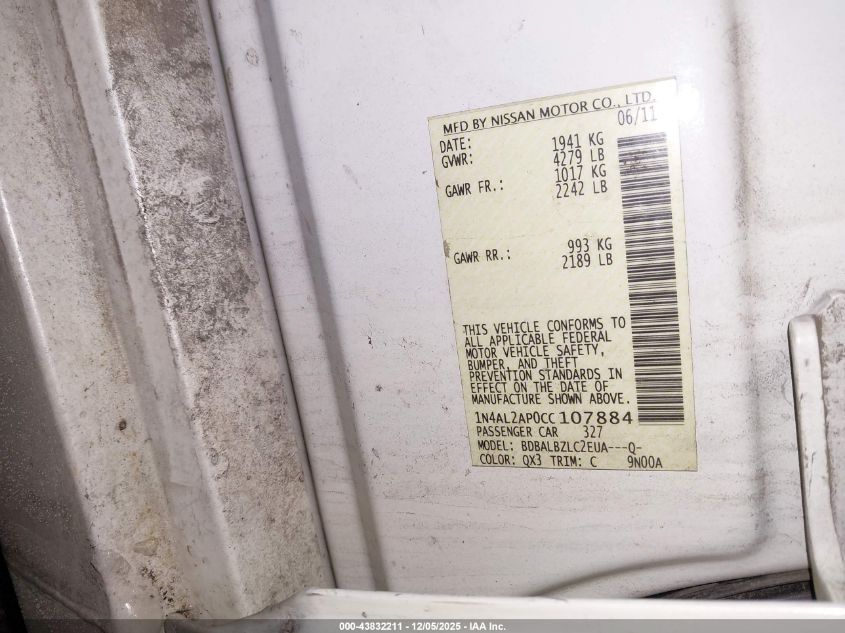 MFD BY NISSAN MOTOR CO., LTD.
DATE: 06/11
GVWR: 1941 KG
4279 LB
GAWR FR.: 1017 KG
2242 LB
GAWR RR.: 993 KG
2189 LB
THIS VEHICLE CONFORMS TO
ALL APPLICABLE FEDERAL
MOTOR VEHICLE SAFETY,
BUMPER, AND THEFT
PREVENTION STANDARDS IN
EFFECT ON THE DATE OF
MANUFACTURE SHOWN ABOVE.
1N4AL2AP0CC107884
PASSENGER CAR 327
MODEL: BDBALBZLC2EUA---Q-
COLOR: QX3 TRIM: C 9N00A
000-43832211 - 12/05/2025 - IAA Inc.